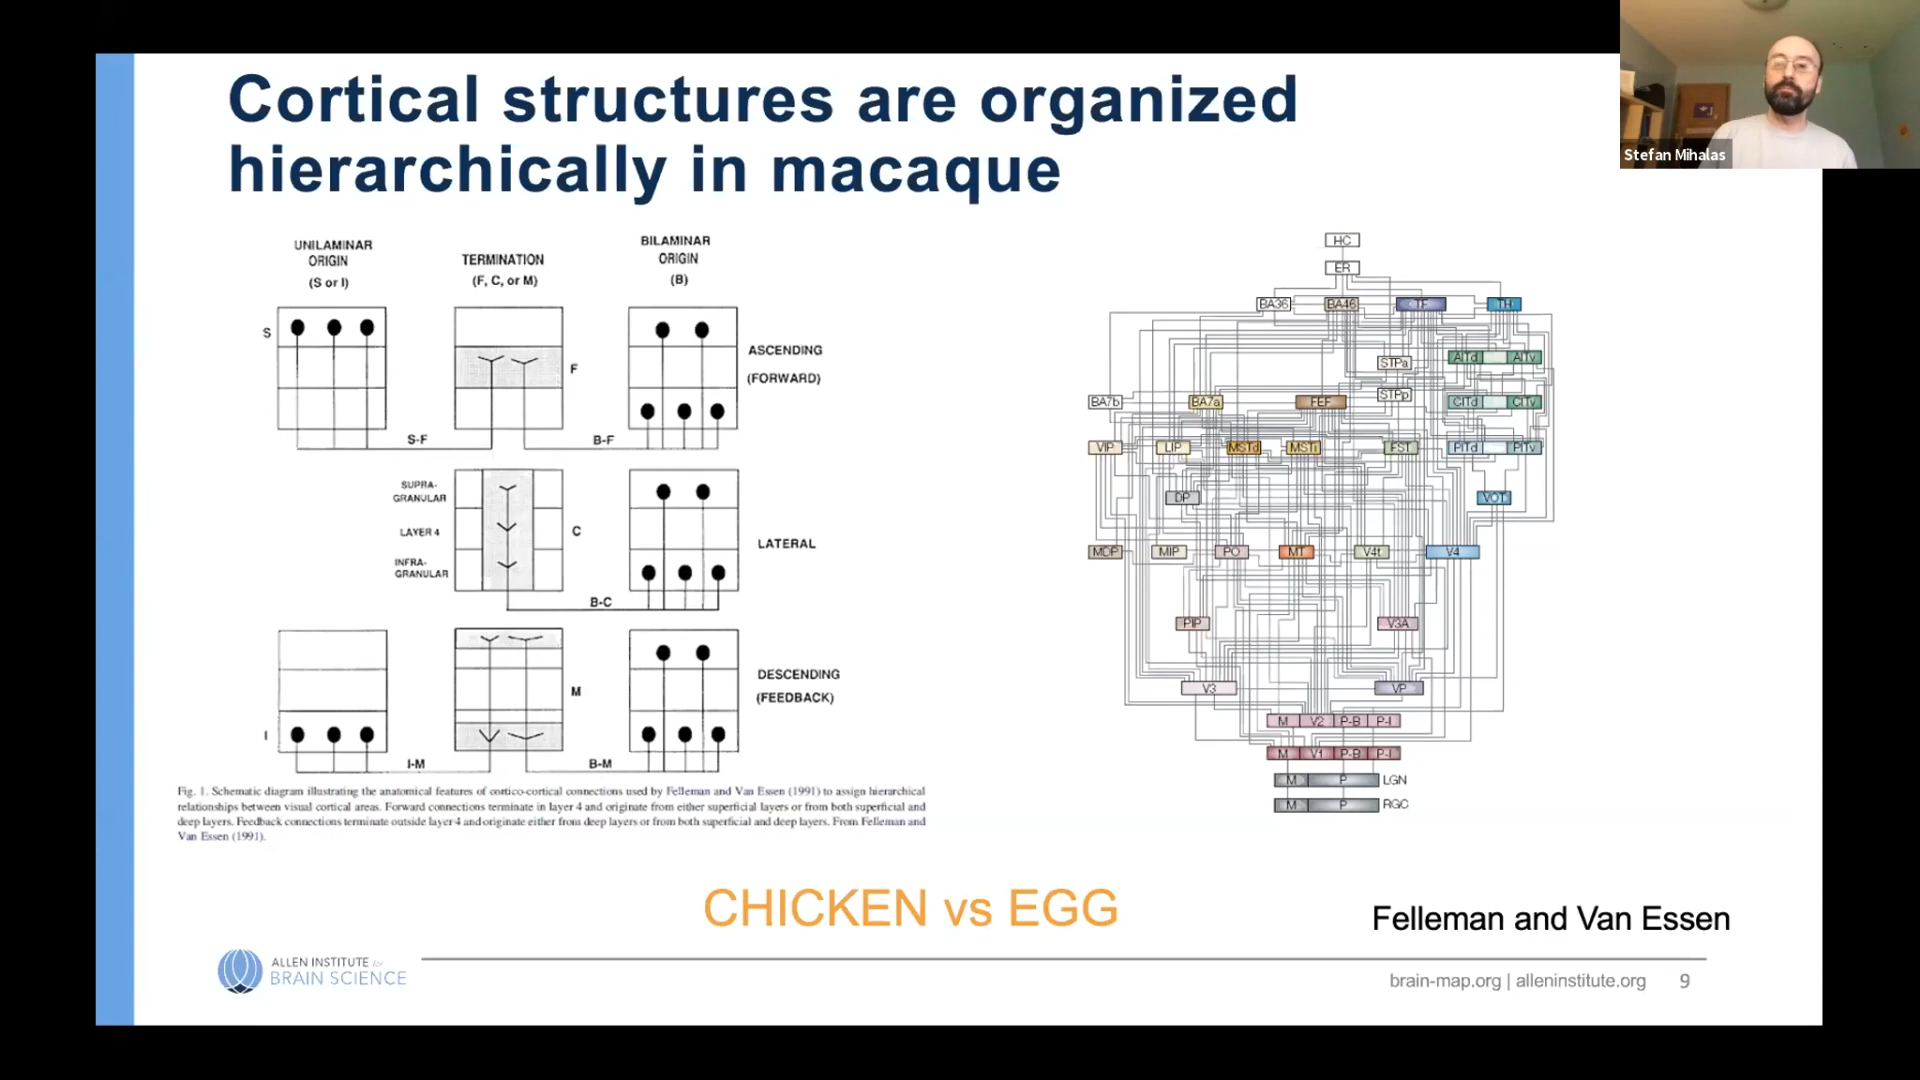 Cortical structures are organized
hierarchically in macaque
Stefan Mihalas
UNILAMINAR
ORIGIN
(S or I)
TERMINATION
(F, C, or M)
BILAMINAR
ORIGIN
(B)
S
F
ASCENDING
(FORWARD)
S-F
B-F
SUPRA-
GRANULAR
LAYER 4
INFRA-
GRANULAR
C
LATERAL
B-C
I
M
DESCENDING
(FEEDBACK)
I-M
B-M
Fig. 1. Schematic diagram illustrating the anatomical features of cortico-cortical connections used by Felleman and Van Essen (1991) to assign hierarchical
relationships between visual cortical areas. Forward connections terminate in layer 4 and originate from either superficial layers or from both superficial and
deep layers. Feedback connections terminate outside layer 4 and originate either from deep layers or from both superficial and deep layers. From Felleman and
Van Essen (1991).
HC
ER
BA36 BA46 TF TH
STPa AITd AITv
BA7b BA7a FEF STPp CITd CITv
VIP LIP MSTd MSTl FST PITd PITv
DP VOT
MDP MIP PO MT V4t V4
PIP V3A
V3 VP
M V2 P-B P-I
M V1 P-B P-I
M P LGN
M P RGC
CHICKEN vs EGG
Felleman and Van Essen
ALLEN INSTITUTE for
BRAIN SCIENCE
brain-map.org | alleninstitute.org 9